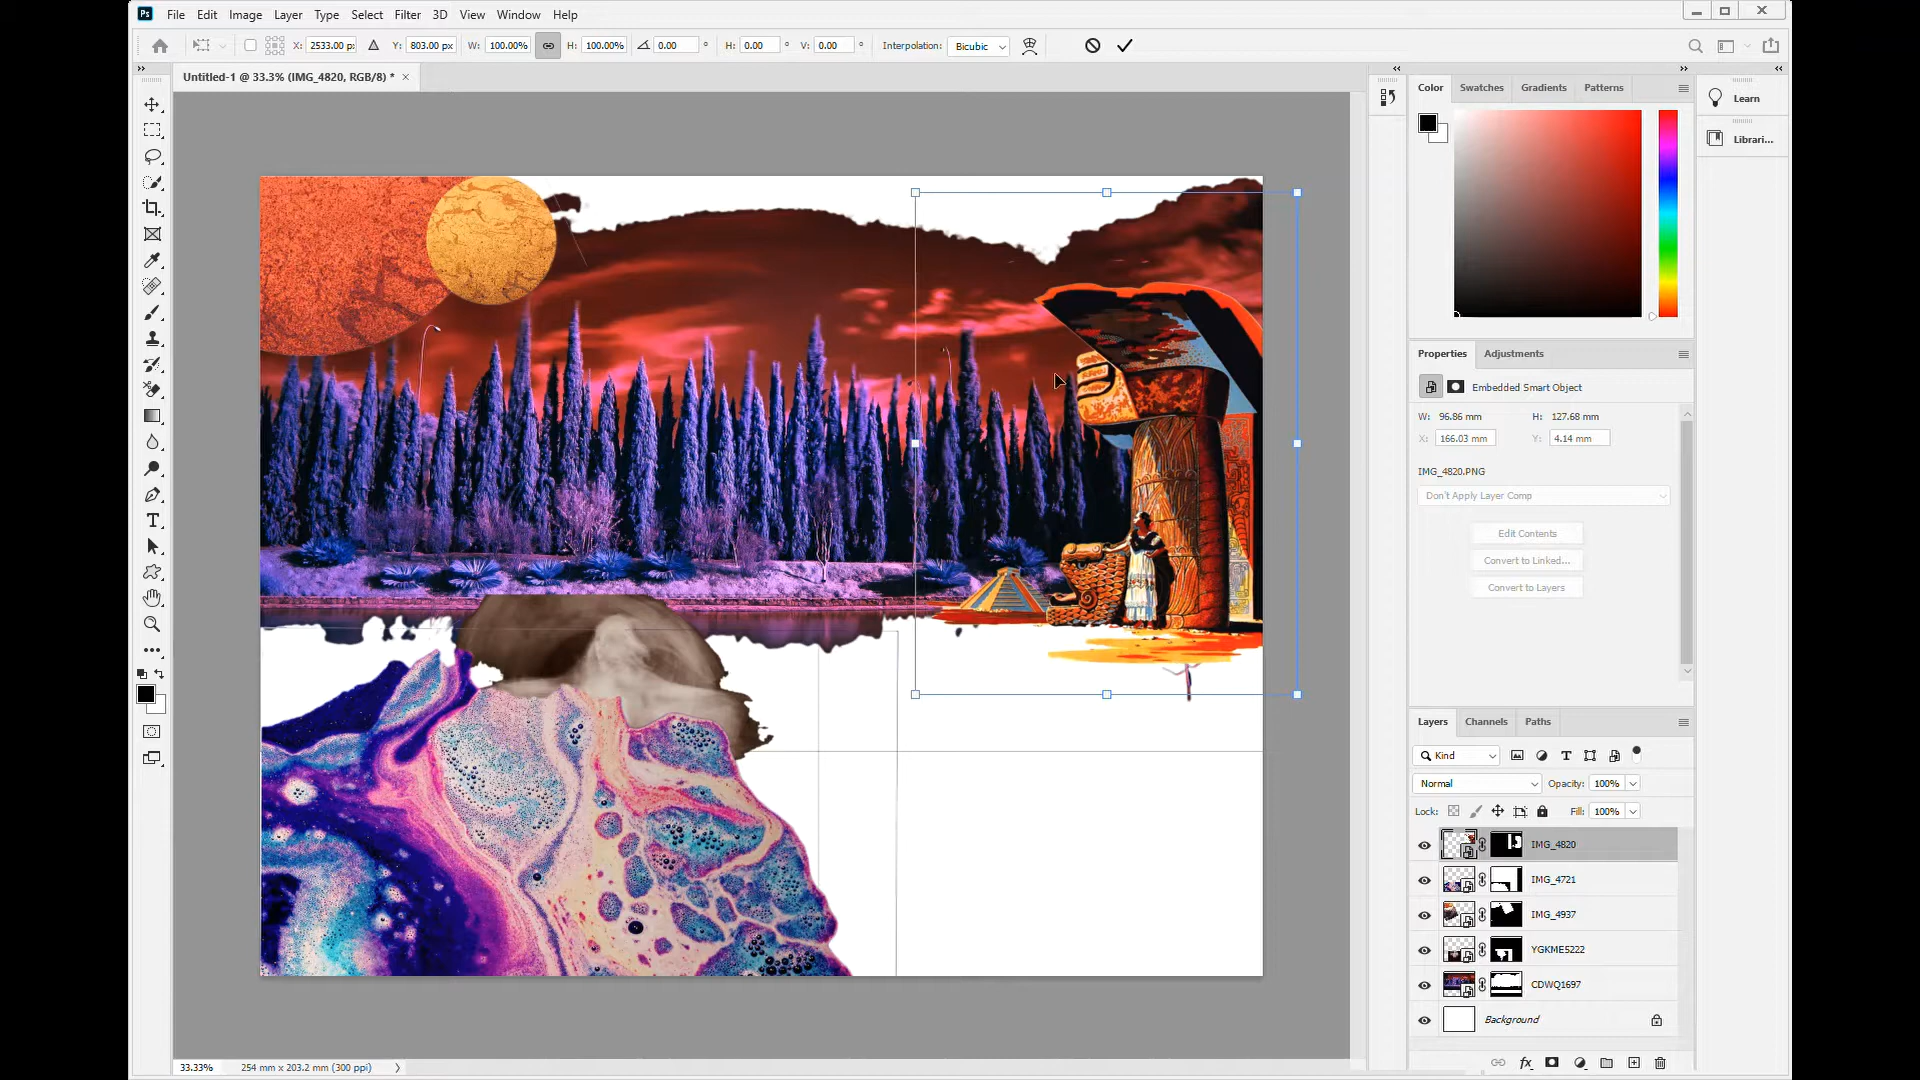 Ps File Edit Image Layer Type Select Filter 3D View Window Help
X: 2533.00 px Y: 803.00 px W: 100.00% H: 100.00% 0.00 ° H: 0.00 ° V: 0.00 ° Interpolation: Bicubic
Untitled-1 @ 33.3% (IMG_4820, RGB/8) * ×
Color Swatches Gradients Patterns
Learn
Librari...
Properties Adjustments
Embedded Smart Object
W: 96.86 mm H: 127.68 mm
X: 166.03 mm Y: 4.14 mm
IMG_4820.PNG
Don't Apply Layer Comp
Edit Contents
Convert to Linked...
Convert to Layers
Layers Channels Paths
Kind
Normal Opacity: 100%
Lock: Fill: 100%
IMG_4820
IMG_4721
IMG_4937
YGKME5222
CDWQ1697
Background
33.33% 254 mm x 203.2 mm (300 ppi)